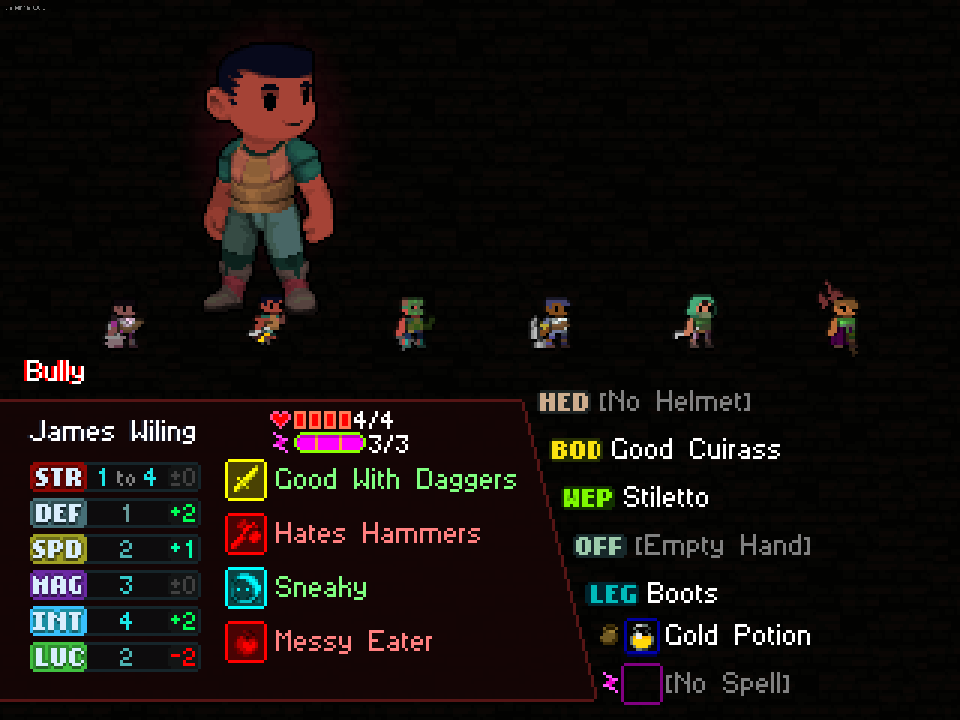 Bully
James Wiling
4/4
3/3
STR 1 to 4 ±0
DEF 1 +2
SPD 2 +1
MAG 3 ±0
INT 4 +2
LUC 2 -2
Good With Daggers
Hates Hammers
Sneaky
Messy Eater
HED [No Helmet]
BOD Good Cuirass
WEP Stiletto
OFF [Empty Hand]
LEG Boots
Gold Potion
[No Spell]